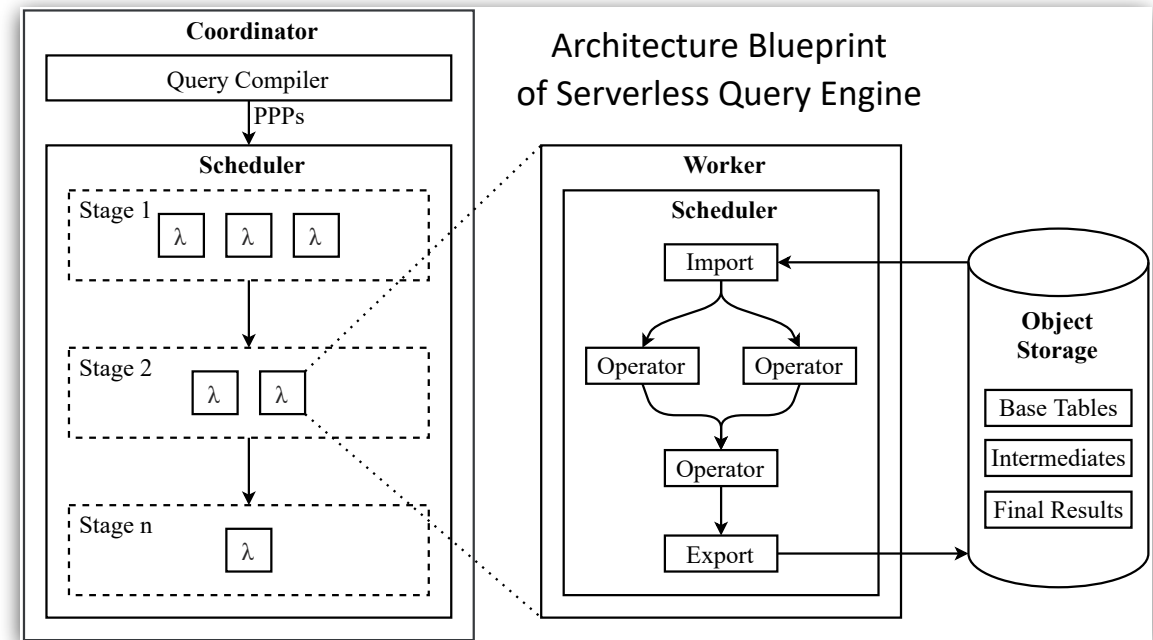 Architecture Blueprint
of Serverless Query Engine
Coordinator
Query Compiler
PPPs
Scheduler
Stage 1
λ λ λ
Stage 2
λ λ
Stage n
λ
Worker
Scheduler
Import
Operator Operator
Operator
Export
Object
Storage
Base Tables
Intermediates
Final Results